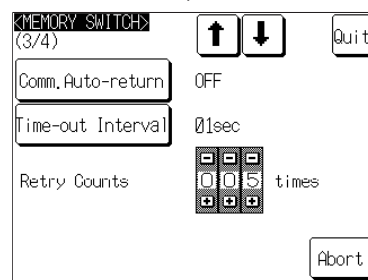 <MEMORY SWITCH>
(3/4)
Quit
Comm.Auto-return OFF
Time-out Interval 01sec
Retry Counts 005 times
Abort